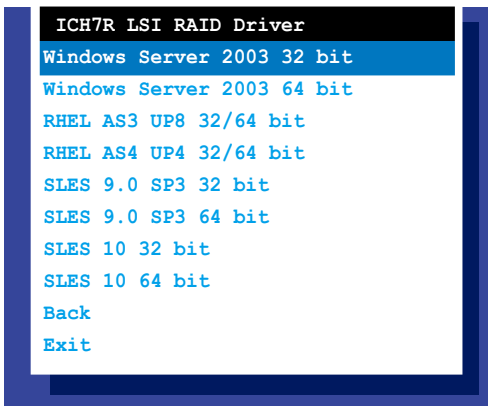 ICH7R LSI RAID Driver
Windows Server 2003 32 bit
Windows Server 2003 64 bit
RHEL AS3 UP8 32/64 bit
RHEL AS4 UP4 32/64 bit
SLES 9.0 SP3 32 bit
SLES 9.0 SP3 64 bit
SLES 10 32 bit
SLES 10 64 bit
Back
Exit